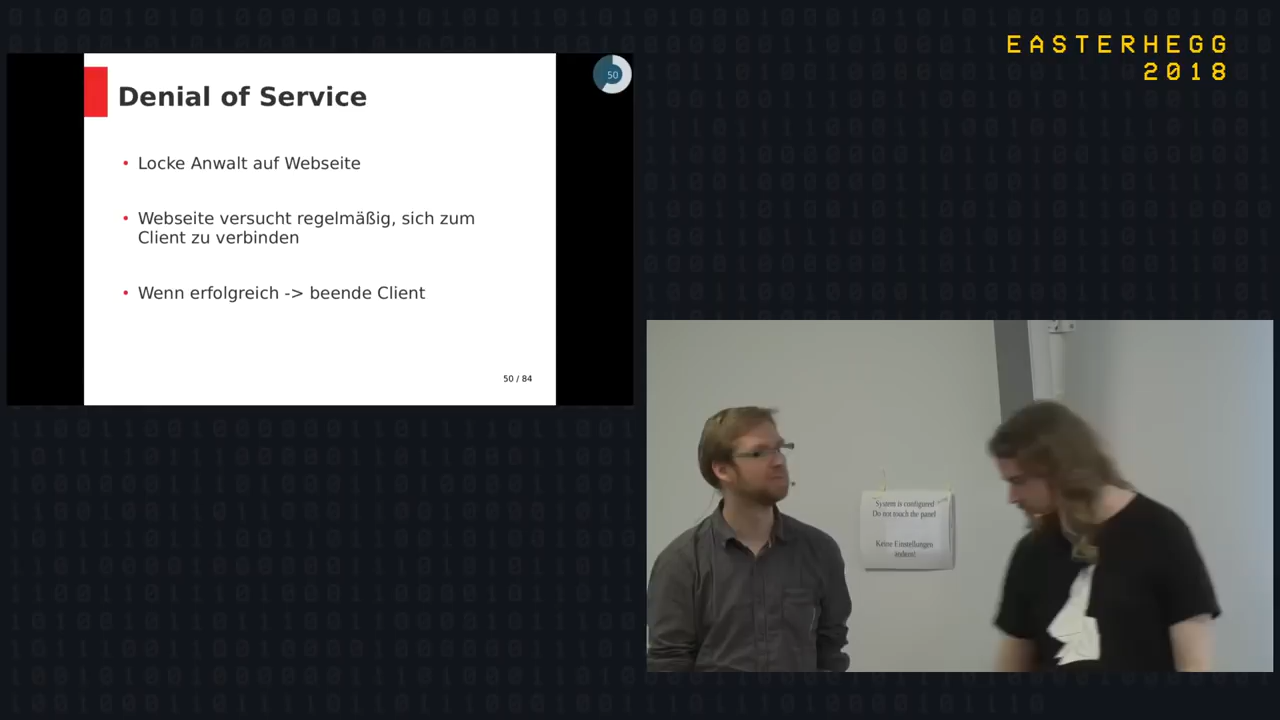 EASTERHEGG
2018
50
Denial of Service
• Locke Anwalt auf Webseite
• Webseite versucht regelmäßig, sich zum
Client zu verbinden
• Wenn erfolgreich -> beende Client
50 / 84
System is configured
Do not touch the panel
Keine Einstellungen
ändern!